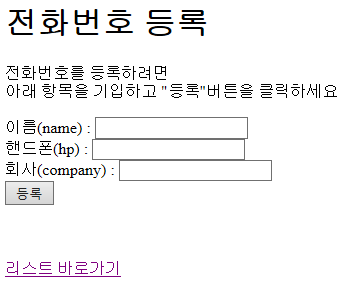 전화번호 등록
전화번호를 등록하려면
아래 항목을 기입하고 "등록"버튼을 클릭하세요
이름(name) :
핸드폰(hp) :
회사(company) :
등록
리스트 바로가기